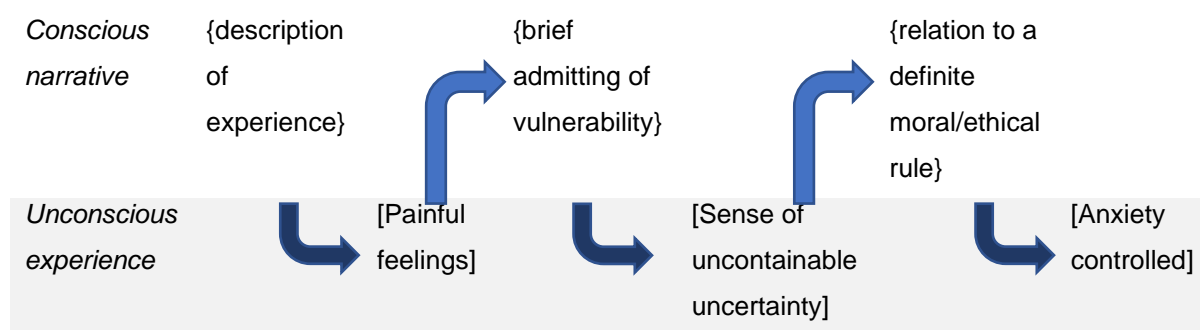 Conscious narrative
{description of experience}
{brief admitting of vulnerability}
{relation to a definite moral/ethical rule}
Unconscious experience
[Painful feelings]
[Sense of uncontainable uncertainty]
[Anxiety controlled]